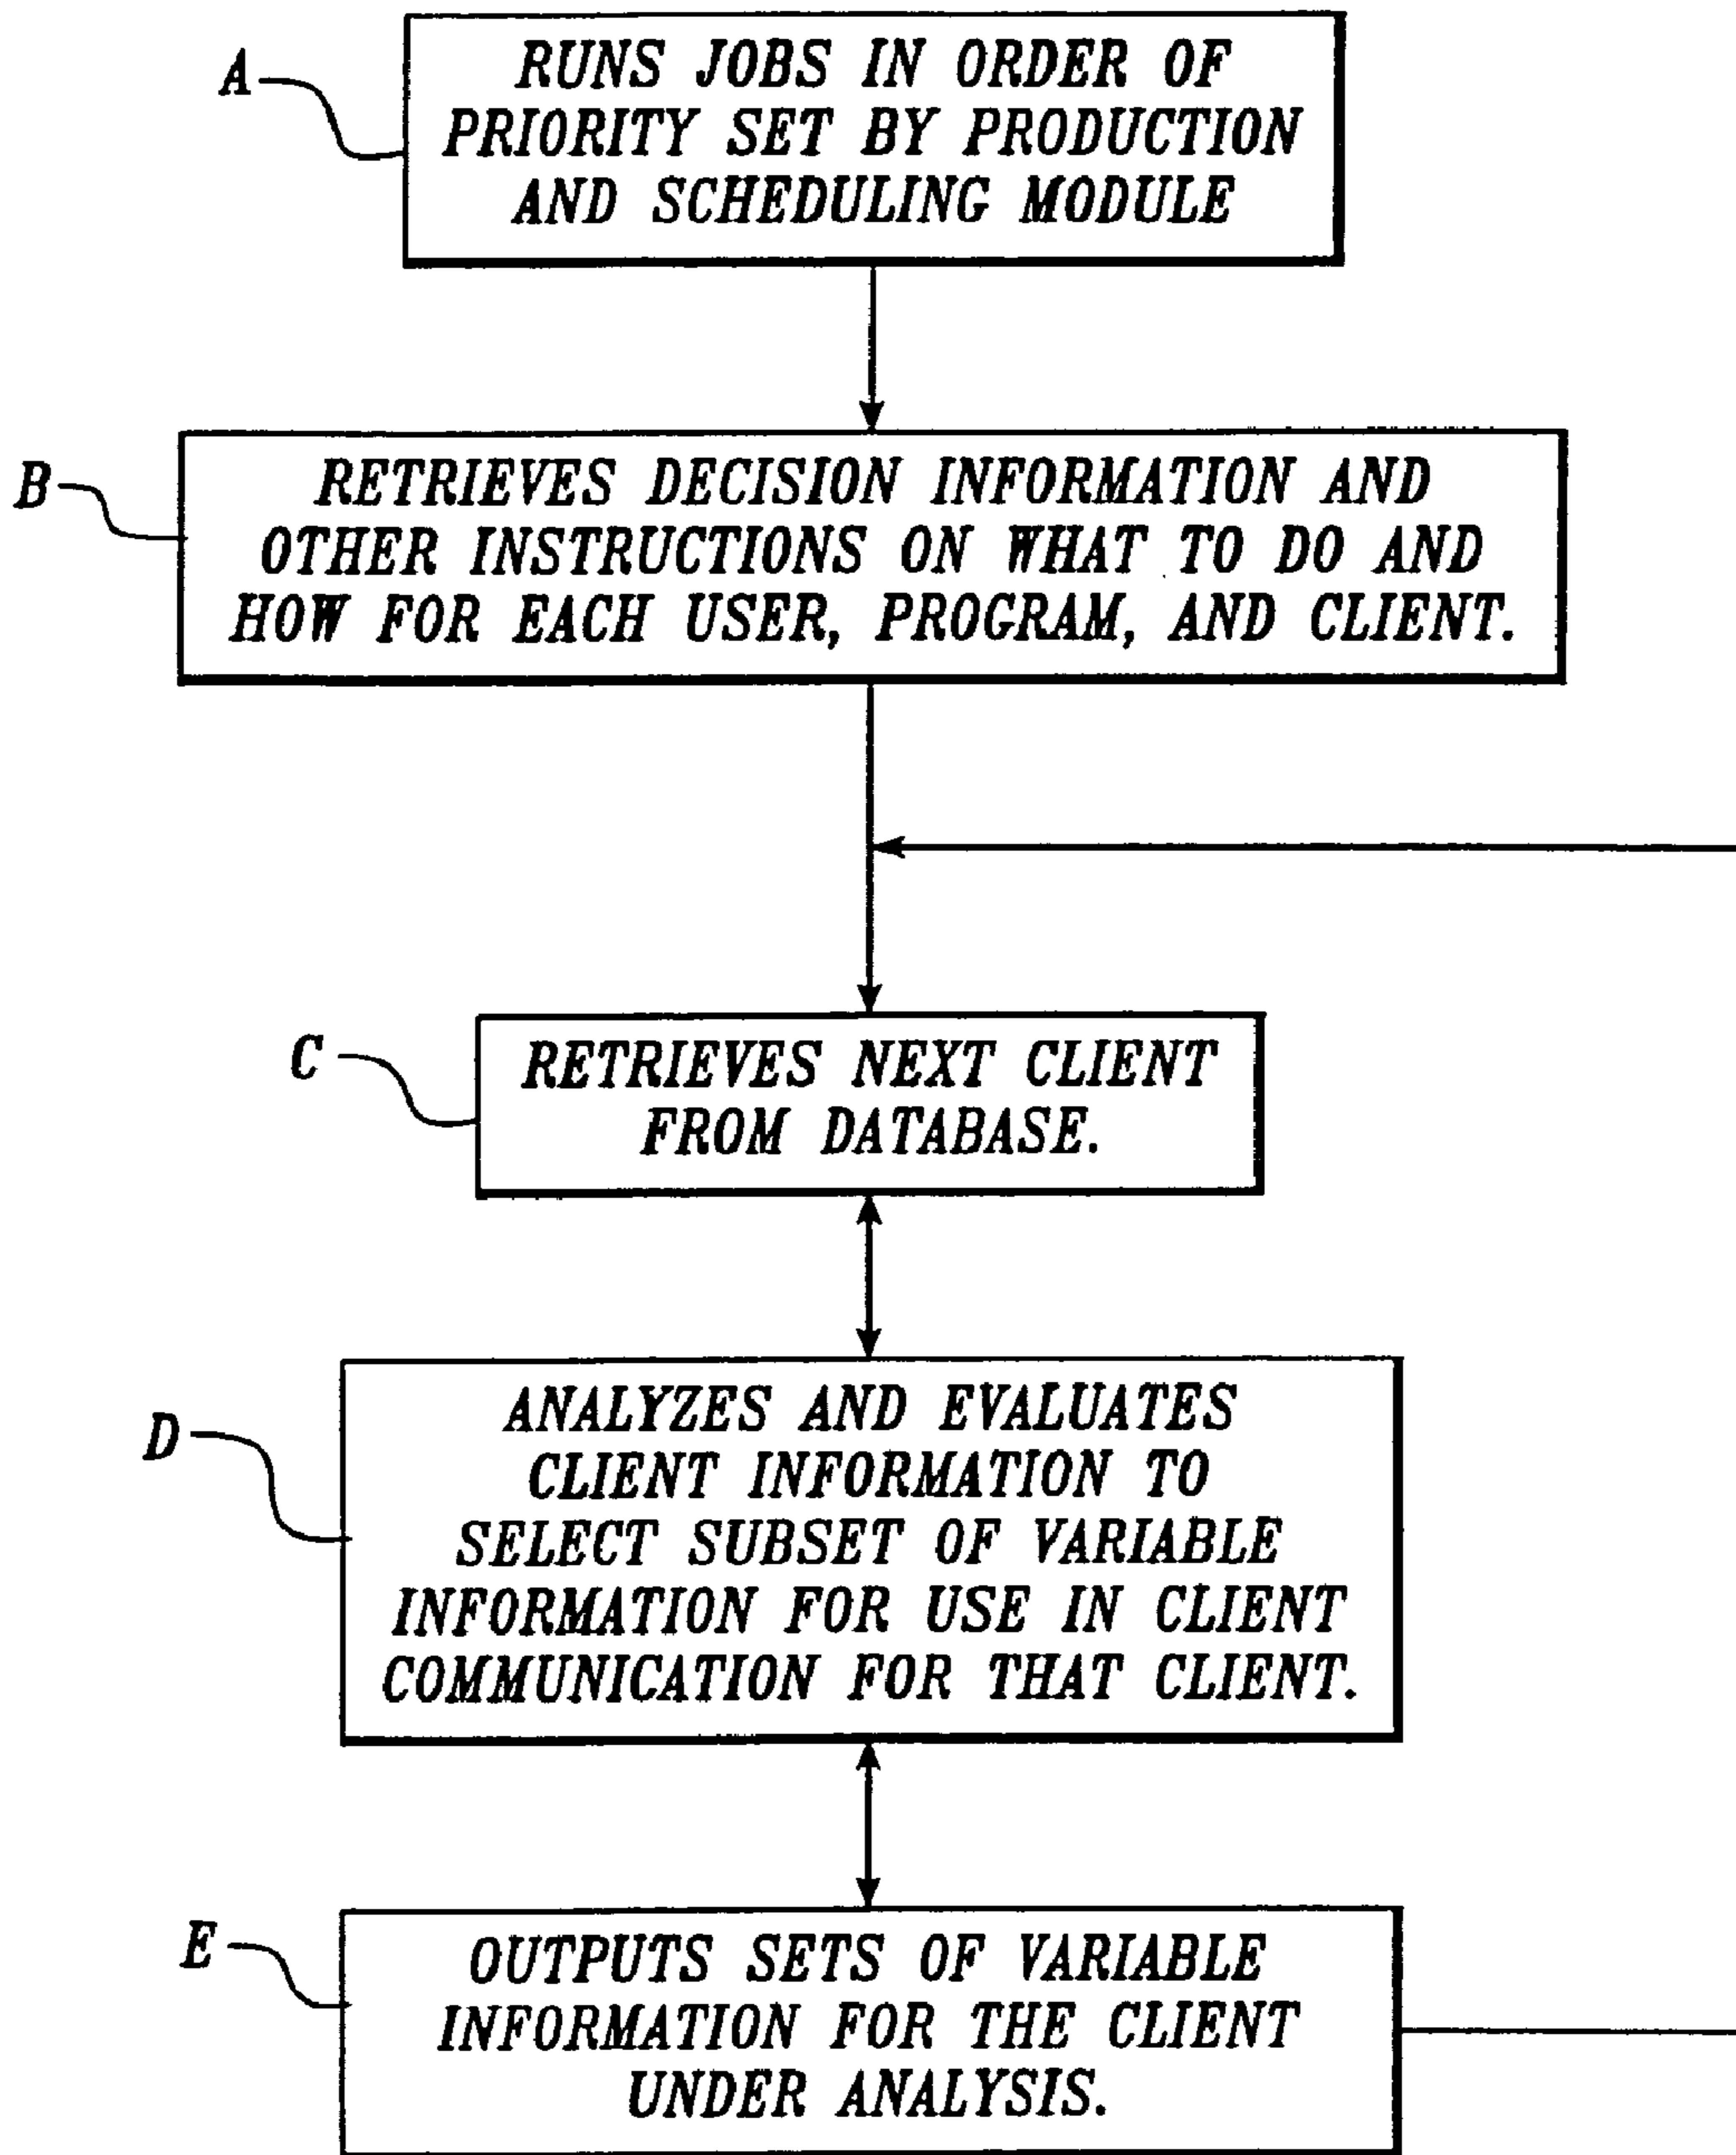 A
RUNS JOBS IN ORDER OF
PRIORITY SET BY PRODUCTION
AND SCHEDULING MODULE
B
RETRIEVES DECISION INFORMATION AND
OTHER INSTRUCTIONS ON WHAT TO DO AND
HOW FOR EACH USER, PROGRAM, AND CLIENT.
C
RETRIEVES NEXT CLIENT
FROM DATABASE.
D
ANALYZES AND EVALUATES
CLIENT INFORMATION TO
SELECT SUBSET OF VARIABLE
INFORMATION FOR USE IN CLIENT
COMMUNICATION FOR THAT CLIENT.
E
OUTPUTS SETS OF VARIABLE
INFORMATION FOR THE CLIENT
UNDER ANALYSIS.